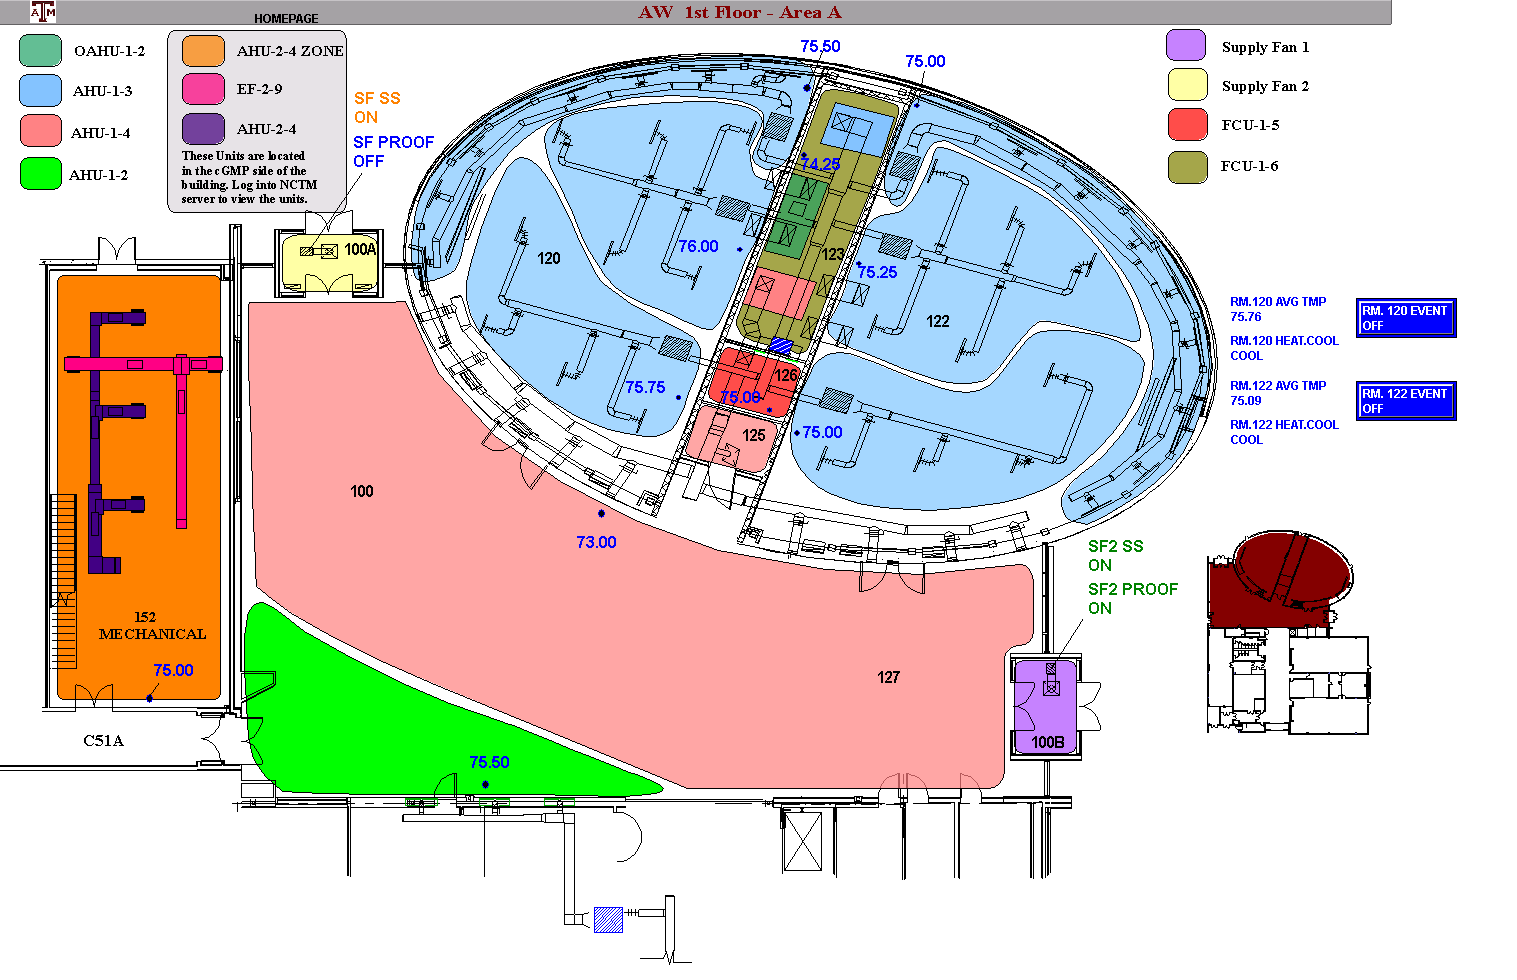 ATM
HOMEPAGE
AW 1st Floor - Area A
OAHU-1-2
AHU-1-3
AHU-1-4
AHU-1-2
AHU-2-4 ZONE
EF-2-9
AHU-2-4
These Units are located
in the cGMP side of the
building. Log into NCTM
server to view the units.
SF SS
ON
SF PROOF
OFF
75.50
75.00
Supply Fan 1
Supply Fan 2
FCU-1-5
FCU-1-6
74.25
100A
120
76.00
123
75.25
122
RM.120 AVG TMP
75.76
RM.120 HEAT.COOL
COOL
RM. 120 EVENT
OFF
RM.122 AVG TMP
75.09
RM.122 HEAT.COOL
COOL
RM. 122 EVENT
OFF
75.75
126
75.00
125
75.00
100
73.00
SF2 SS
ON
SF2 PROOF
ON
152
MECHANICAL
75.00
127
C51A
100B
75.50